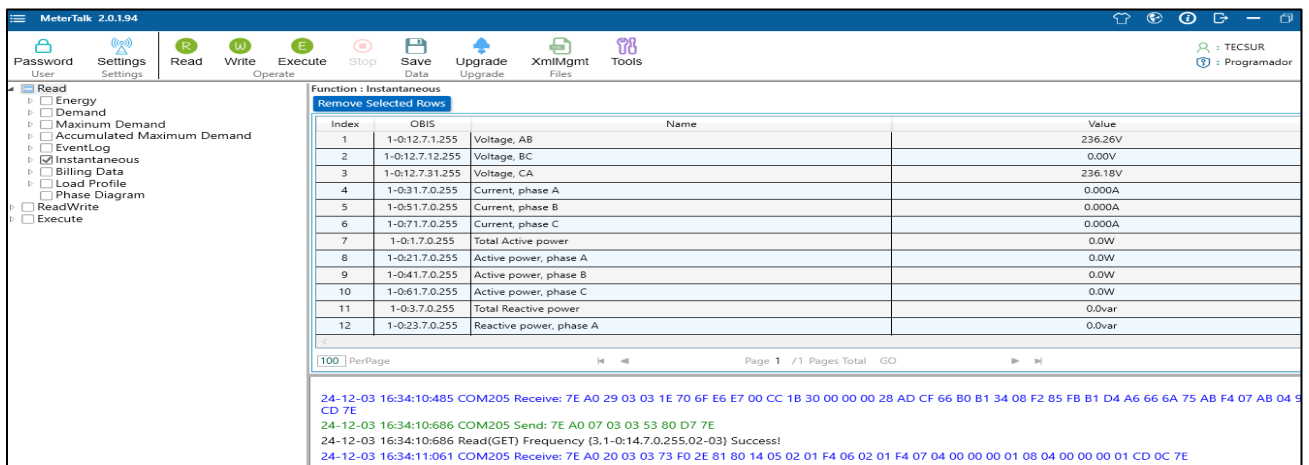 MeterTalk 2.0.1.94
Password Settings Read Write Execute Stop Save Upgrade XmlMgmt Tools
User Settings Operate Data Upgrade Files
R W E
: TECSUR
: Programador
Read
Energy
Demand
Maxinum Demand
Accumulated Maximum Demand
EventLog
Instantaneous
Billing Data
Load Profile
Phase Diagram
ReadWrite
Execute
Function : Instantaneous
Remove Selected Rows
Index OBIS Name Value
1 1-0:12.7.1.255 Voltage, AB 236.26V
2 1-0:12.7.12.255 Voltage, BC 0.00V
3 1-0:12.7.31.255 Voltage, CA 236.18V
4 1-0:31.7.0.255 Current, phase A 0.000A
5 1-0:51.7.0.255 Current, phase B 0.000A
6 1-0:71.7.0.255 Current, phase C 0.000A
7 1-0:1.7.0.255 Total Active power 0.0W
8 1-0:21.7.0.255 Active power, phase A 0.0W
9 1-0:41.7.0.255 Active power, phase B 0.0W
10 1-0:61.7.0.255 Active power, phase C 0.0W
11 1-0:3.7.0.255 Total Reactive power 0.0var
12 1-0:23.7.0.255 Reactive power, phase A 0.0var
100 PerPage Page 1 /1 Pages Total GO
24-12-03 16:34:10:485 COM205 Receive: 7E A0 29 03 03 1E 70 6F E6 E7 00 CC 1B 30 00 00 00 28 AD CF 66 B0 B1 34 08 F2 85 FB B1 D4 A6 66 6A 75 AB F4 07 AB 04
CD 7E
24-12-03 16:34:10:686 COM205 Send: 7E A0 07 03 03 53 80 D7 7E
24-12-03 16:34:10:686 Read(GET) Frequency {3,1-0:14.7.0.255,02-03} Success!
24-12-03 16:34:11:061 COM205 Receive: 7E A0 20 03 03 73 F0 2E 81 80 14 05 02 01 F4 06 02 01 F4 07 04 00 00 00 01 08 04 00 00 00 01 CD 0C 7E